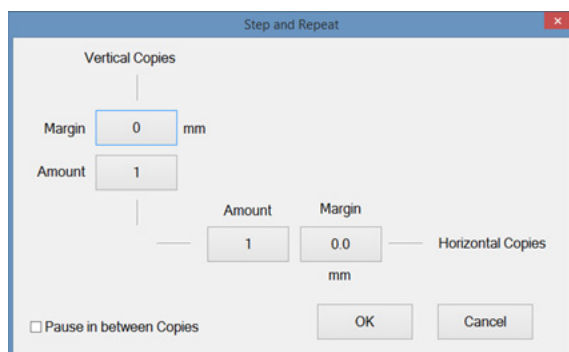 Step and Repeat
Vertical Copies
Margin 0 mm
Amount 1
Amount Margin
1 0.0 Horizontal Copies
mm
Pause in between Copies OK Cancel